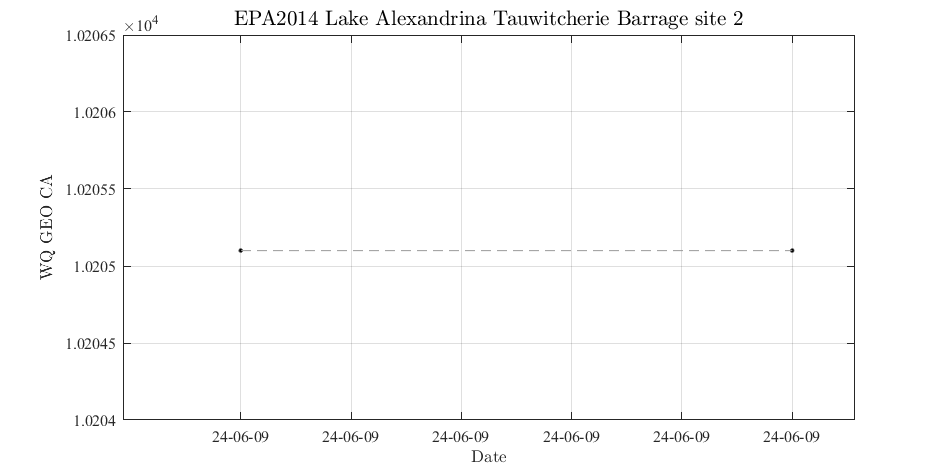 EPA2014 Lake Alexandrina Tauwitcherie Barrage site 2
×10^4
1.02065
1.0206
1.02055
1.0205
1.02045
1.0204
WQ GEO CA
24-06-09 24-06-09 24-06-09 24-06-09 24-06-09 24-06-09
Date